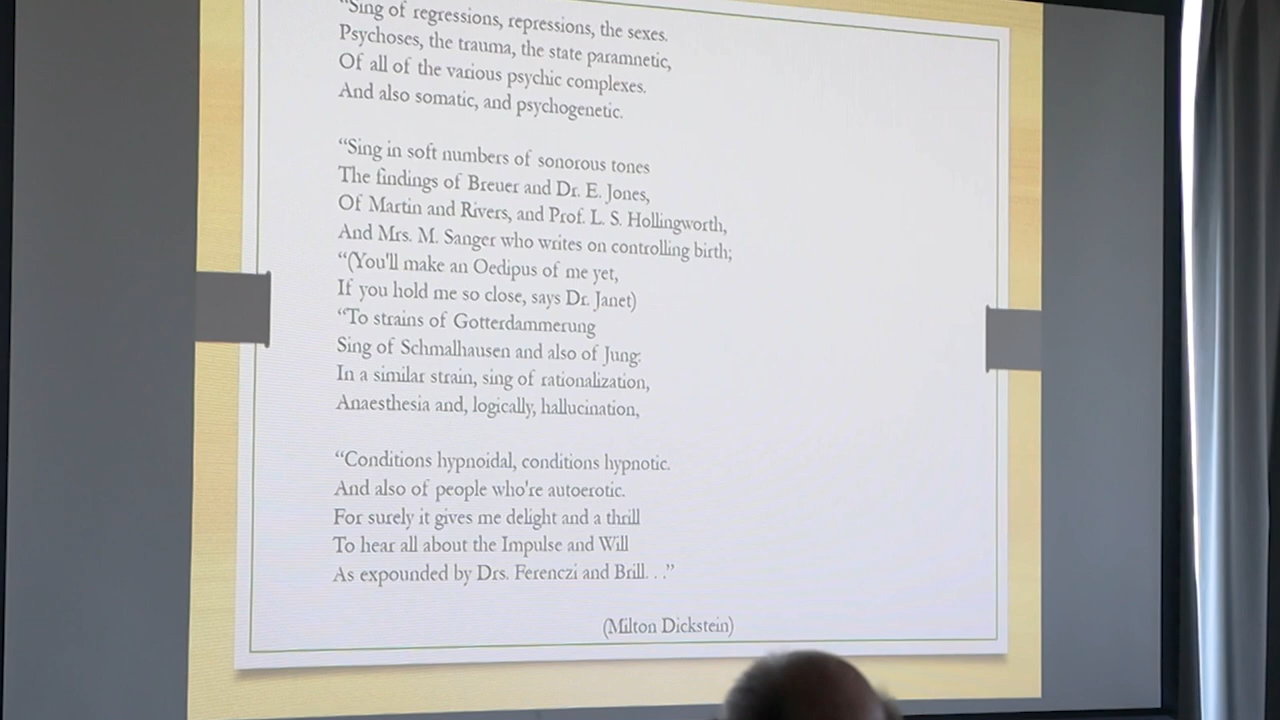 “Sing of regressions, repressions, the sexes.
Psychoses, the trauma, the state paramnetic,
Of all of the various psychic complexes.
And also somatic, and psychogenetic.
“Sing in soft numbers of sonorous tones
The findings of Breuer and Dr. E. Jones,
Of Martin and Rivers, and Prof. L. S. Hollingworth,
And Mrs. M. Sanger who writes on controlling birth;
“(You'll make an Oedipus of me yet,
If you hold me so close, says Dr. Janet)
“To strains of Gotterdammerung
Sing of Schmalhausen and also of Jung:
In a similar strain, sing of rationalization,
Anaesthesia and, logically, hallucination,
“Conditions hypnoidal, conditions hypnotic.
And also of people who're autoerotic.
For surely it gives me delight and a thrill
To hear all about the Impulse and Will
As expounded by Drs. Ferenczi and Brill. . .”
(Milton Dickstein)